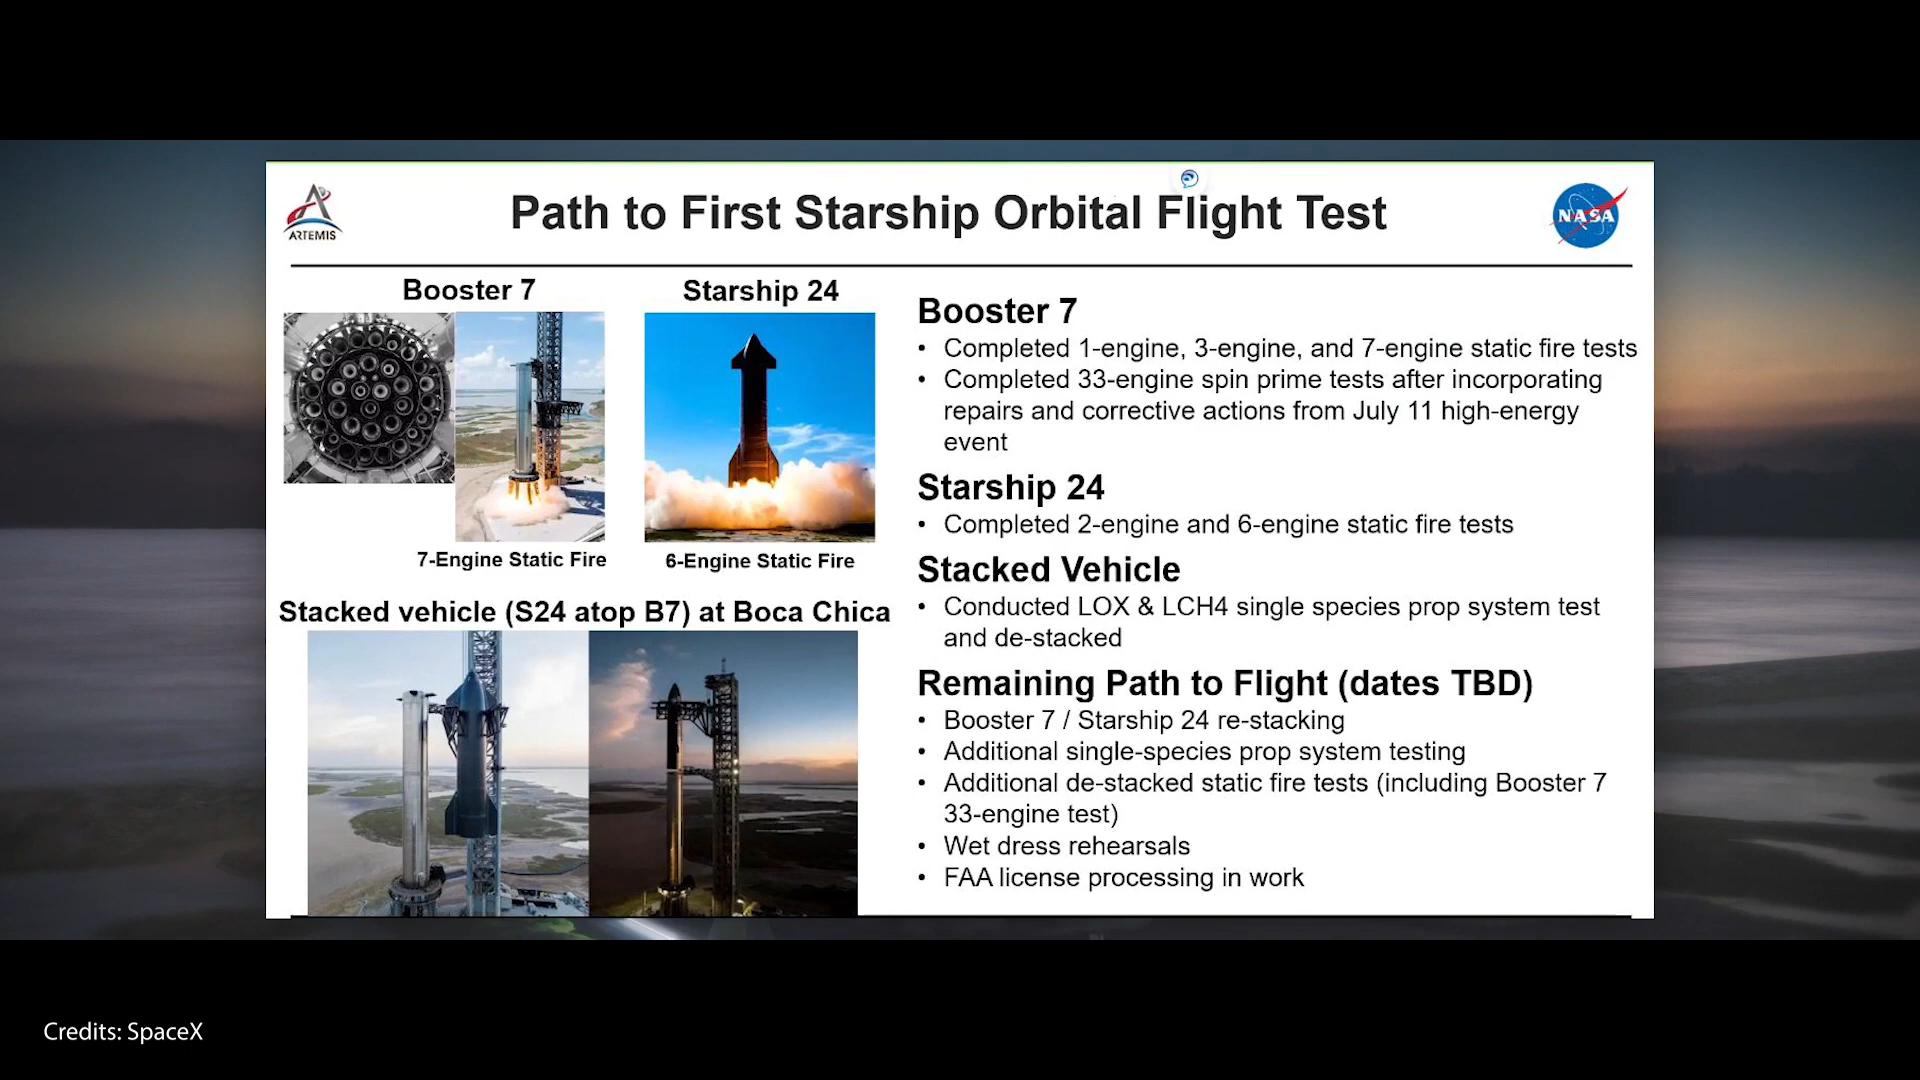 Path to First Starship Orbital Flight Test
ARTEMIS
NASA
Booster 7
Starship 24
7-Engine Static Fire
6-Engine Static Fire
Stacked vehicle (S24 atop B7) at Boca Chica
Booster 7
• Completed 1-engine, 3-engine, and 7-engine static fire tests
• Completed 33-engine spin prime tests after incorporating
repairs and corrective actions from July 11 high-energy
event
Starship 24
• Completed 2-engine and 6-engine static fire tests
Stacked Vehicle
• Conducted LOX & LCH4 single species prop system test
and de-stacked
Remaining Path to Flight (dates TBD)
• Booster 7 / Starship 24 re-stacking
• Additional single-species prop system testing
• Additional de-stacked static fire tests (including Booster 7
33-engine test)
• Wet dress rehearsals
• FAA license processing in work
Credits: SpaceX